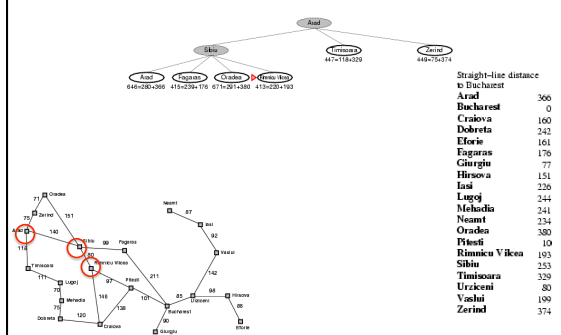 Arad
Sibiu
Timisoara
Zerind
447=118+329
449=75+374
Arad
Fagaras
Oradea
Rimnicu Vilcea
646=280+366
415=239+176
671=291+380
413=220+193
Straight–line distance
to Bucharest
Arad 366
Bucharest 0
Craiova 160
Dobreta 242
Eforie 161
Fagaras 176
Giurgiu 77
Hirsova 151
Iasi 226
Lugoj 244
Mehadia 241
Neamt 234
Oradea 380
Pitesti 10
Rimnicu Vilcea 193
Sibiu 253
Timisoara 329
Urziceni 80
Vaslui 199
Zerind 374
Oradea
71
Zerind
75
151
Arad
140
118
Sibiu
99
Fagaras
80
Rimnicu Vilcea
Timisoara
111
Lugoj
70
Mehadia
75
Dobreta
120
Craiova
146
97
Pitesti
138
101
211
Bucharest
90
Giurgiu
85
Urziceni
98
Hirsova
86
Eforie
142
Vaslui
92
Iasi
87
Neamt